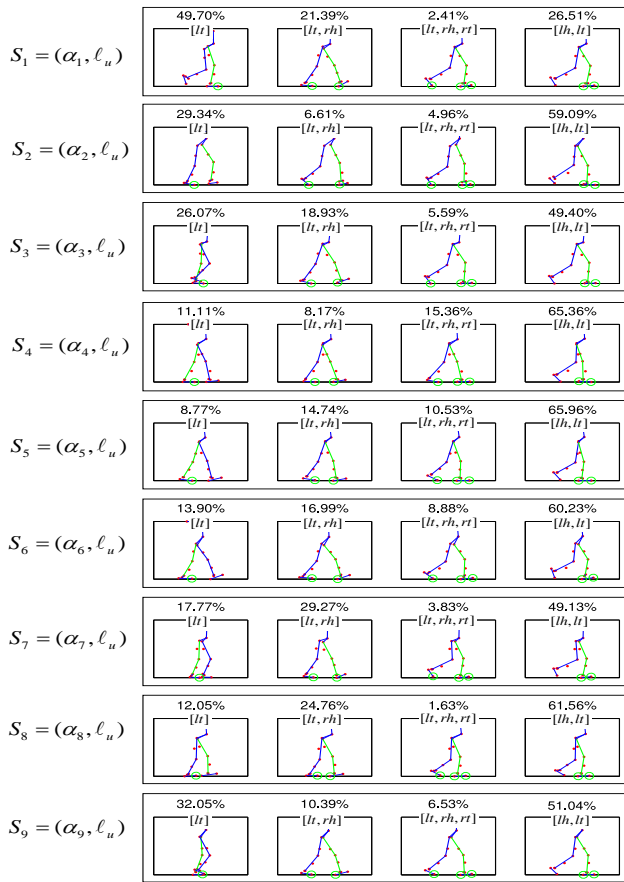 49.70% 21.39% 2.41% 26.51%
S₁ = (α₁, ℓᵤ) [lt] [lt, rh] [lt, rh, rt] [lh, lt]
29.34% 6.61% 4.96% 59.09%
S₂ = (α₂, ℓᵤ) [lt] [lt, rh] [lt, rh, rt] [lh, lt]
26.07% 18.93% 5.59% 49.40%
S₃ = (α₃, ℓᵤ) [lt] [lt, rh] [lt, rh, rt] [lh, lt]
11.11% 8.17% 15.36% 65.36%
S₄ = (α₄, ℓᵤ) [lt] [lt, rh] [lt, rh, rt] [lh, lt]
8.77% 14.74% 10.53% 65.96%
S₅ = (α₅, ℓᵤ) [lt] [lt, rh] [lt, rh, rt] [lh, lt]
13.90% 16.99% 8.88% 60.23%
S₆ = (α₆, ℓᵤ) [lt] [lt, rh] [lt, rh, rt] [lh, lt]
17.77% 29.27% 3.83% 49.13%
S₇ = (α₇, ℓᵤ) [lt] [lt, rh] [lt, rh, rt] [lh, lt]
12.05% 24.76% 1.63% 61.56%
S₈ = (α₈, ℓᵤ) [lt] [lt, rh] [lt, rh, rt] [lh, lt]
32.05% 10.39% 6.53% 51.04%
S₉ = (α₉, ℓᵤ) [lt] [lt, rh] [lt, rh, rt] [lh, lt]